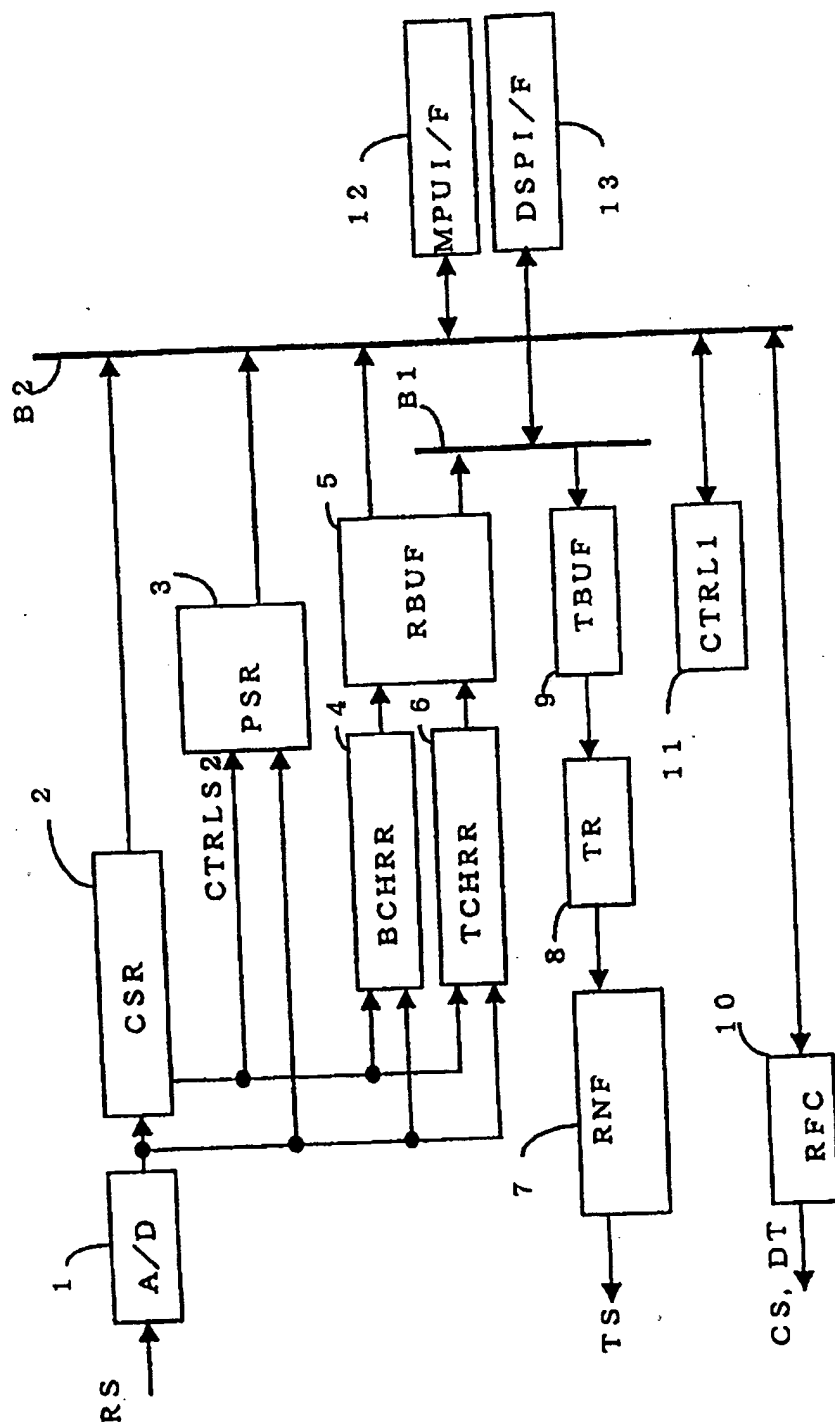 RS
1
A/D
2
CSR
B2
CTRLS2
3
PSR
4
BCHRR
5
RBUF
6
TCHRR
B1
12
MPUI/F
DSPI/F
13
7
RNF
TS
8
TR
9
TBUF
11
CTRL1
10
RFC
CS, DT